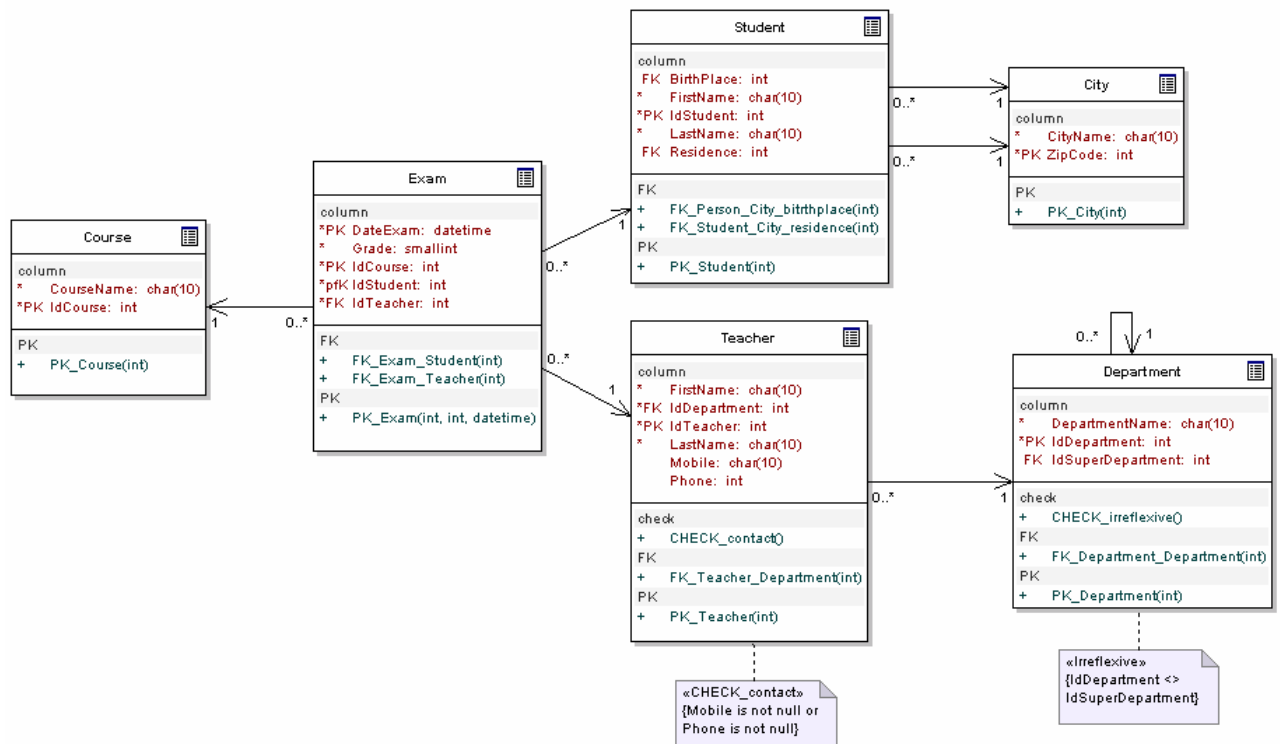 Student
column
FK BirthPlace: int
* FirstName: char(10)
*PK IdStudent: int
* LastName: char(10)
FK Residence: int
FK
+ FK_Person_City_bitrthplace(int)
+ FK_Student_City_residence(int)
PK
+ PK_Student(int)
0..*
1
0..*
1
City
column
* CityName: char(10)
*PK ZipCode: int
PK
+ PK_City(int)
Exam
column
*PK DateExam: datetime
* Grade: smallint
*PK IdCourse: int
*pfK IdStudent: int
*FK IdTeacher: int
FK
+ FK_Exam_Student(int)
+ FK_Exam_Teacher(int)
PK
+ PK_Exam(int, int, datetime)
1
0..*
0..*
1
1
0..*
Course
column
* CourseName: char(10)
*PK IdCourse: int
PK
+ PK_Course(int)
Teacher
column
* FirstName: char(10)
*FK IdDepartment: int
*PK IdTeacher: int
* LastName: char(10)
Mobile: char(10)
Phone: int
check
+ CHECK_contact()
FK
+ FK_Teacher_Department(int)
PK
+ PK_Teacher(int)
0..*
1
0..*
1
Department
column
* DepartmentName: char(10)
*PK IdDepartment: int
FK IdSuperDepartment: int
check
+ CHECK_irreflexive()
FK
+ FK_Department_Department(int)
PK
+ PK_Department(int)
«CHECK_contact»
{Mobile is not null or
Phone is not null}
«Irreflexive»
{IdDepartment <>
IdSuperDepartment}